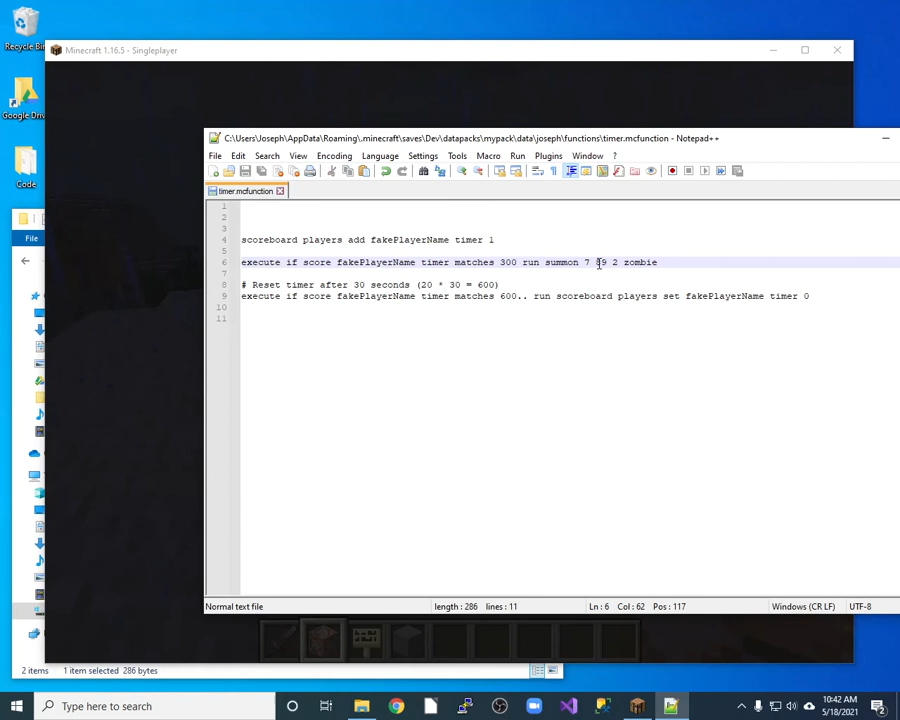 Recycle Bin
Google Driv
Code
Minecraft 1.16.5 - Singleplayer
File
C:\Users\Joseph\AppData\Roaming\.minecraft\saves\Dev\datapacks\mypack\data\joseph\functions\timer.mcfunction - Notepad++
File Edit Search View Encoding Language Settings Tools Macro Run Plugins Window ?
timer.mcfunction
1
2
3
4 scoreboard players add fakePlayerName timer 1
5
6 execute if score fakePlayerName timer matches 300 run summon 7 89 2 zombie
7
8 # Reset timer after 30 seconds (20 * 30 = 600)
9 execute if score fakePlayerName timer matches 600.. run scoreboard players set fakePlayerName timer 0
10
11
Normal text file length : 286 lines : 11 Ln : 6 Col : 62 Pos : 117 Windows (CR LF) UTF-8
2 items 1 item selected 286 bytes
Type here to search
10:42 AM
5/18/2021
2